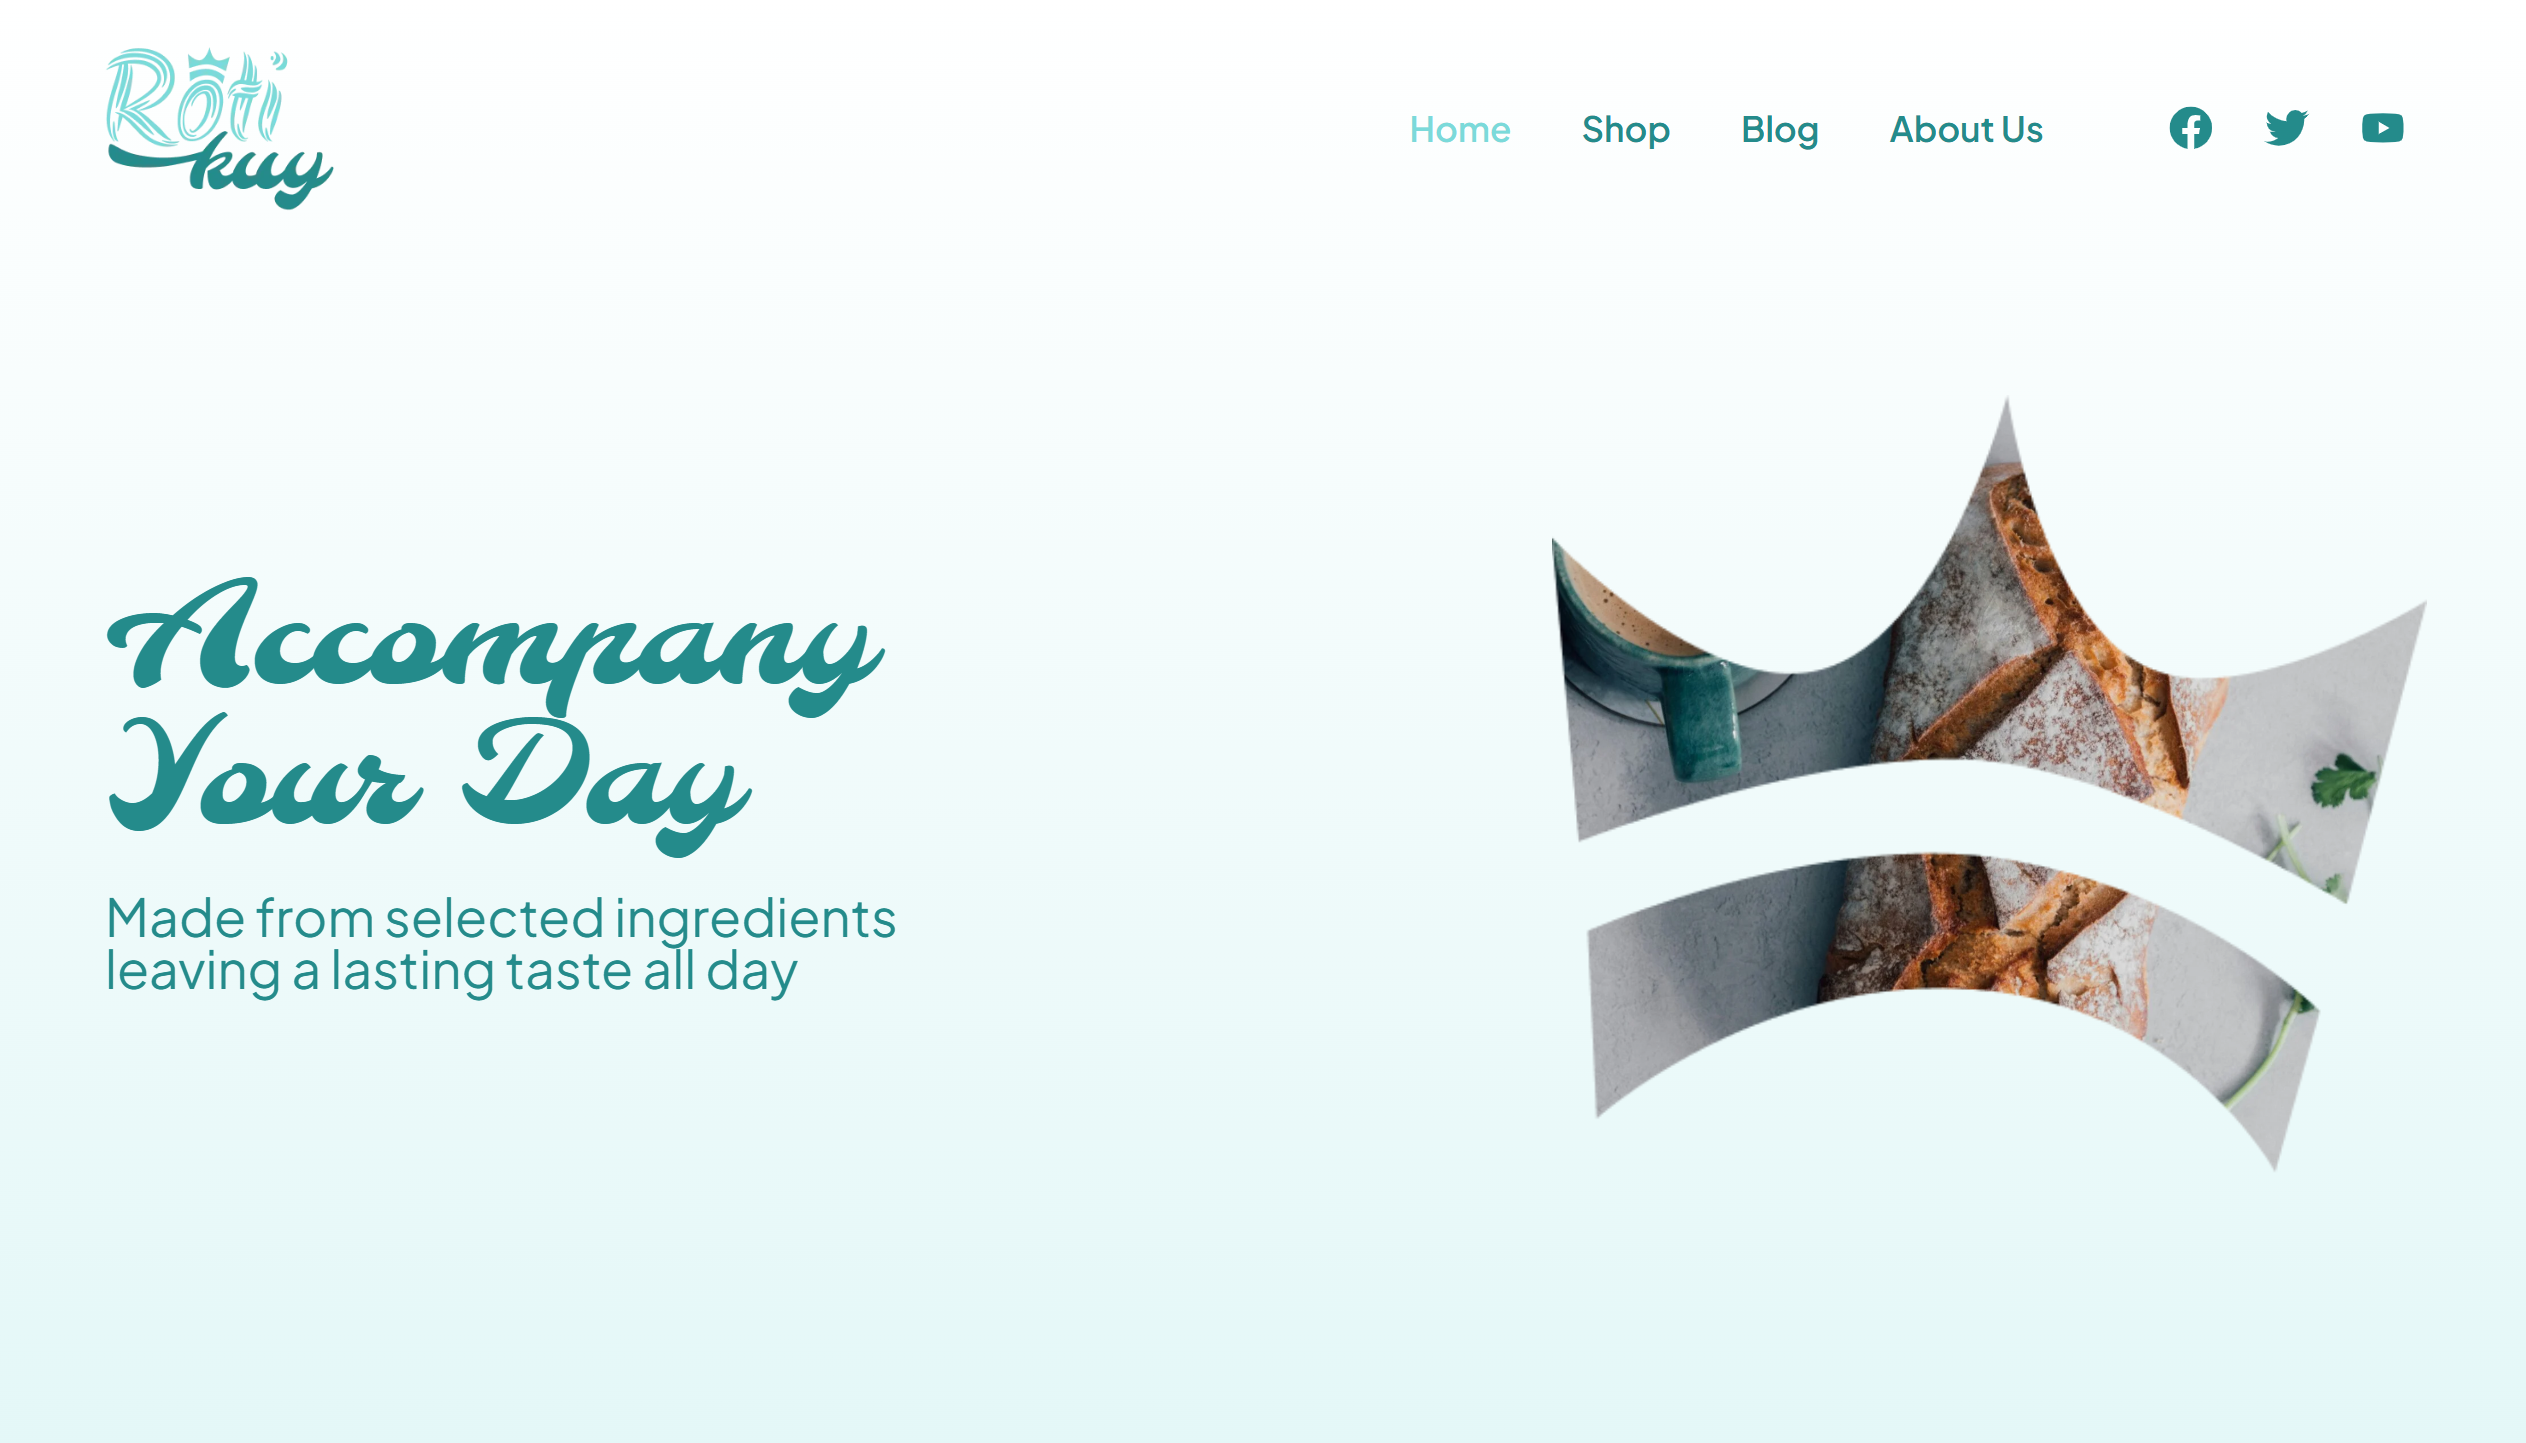 Roti
kuy
Home Shop Blog About Us
Accompany
Your Day
Made from selected ingredients
leaving a lasting taste all day